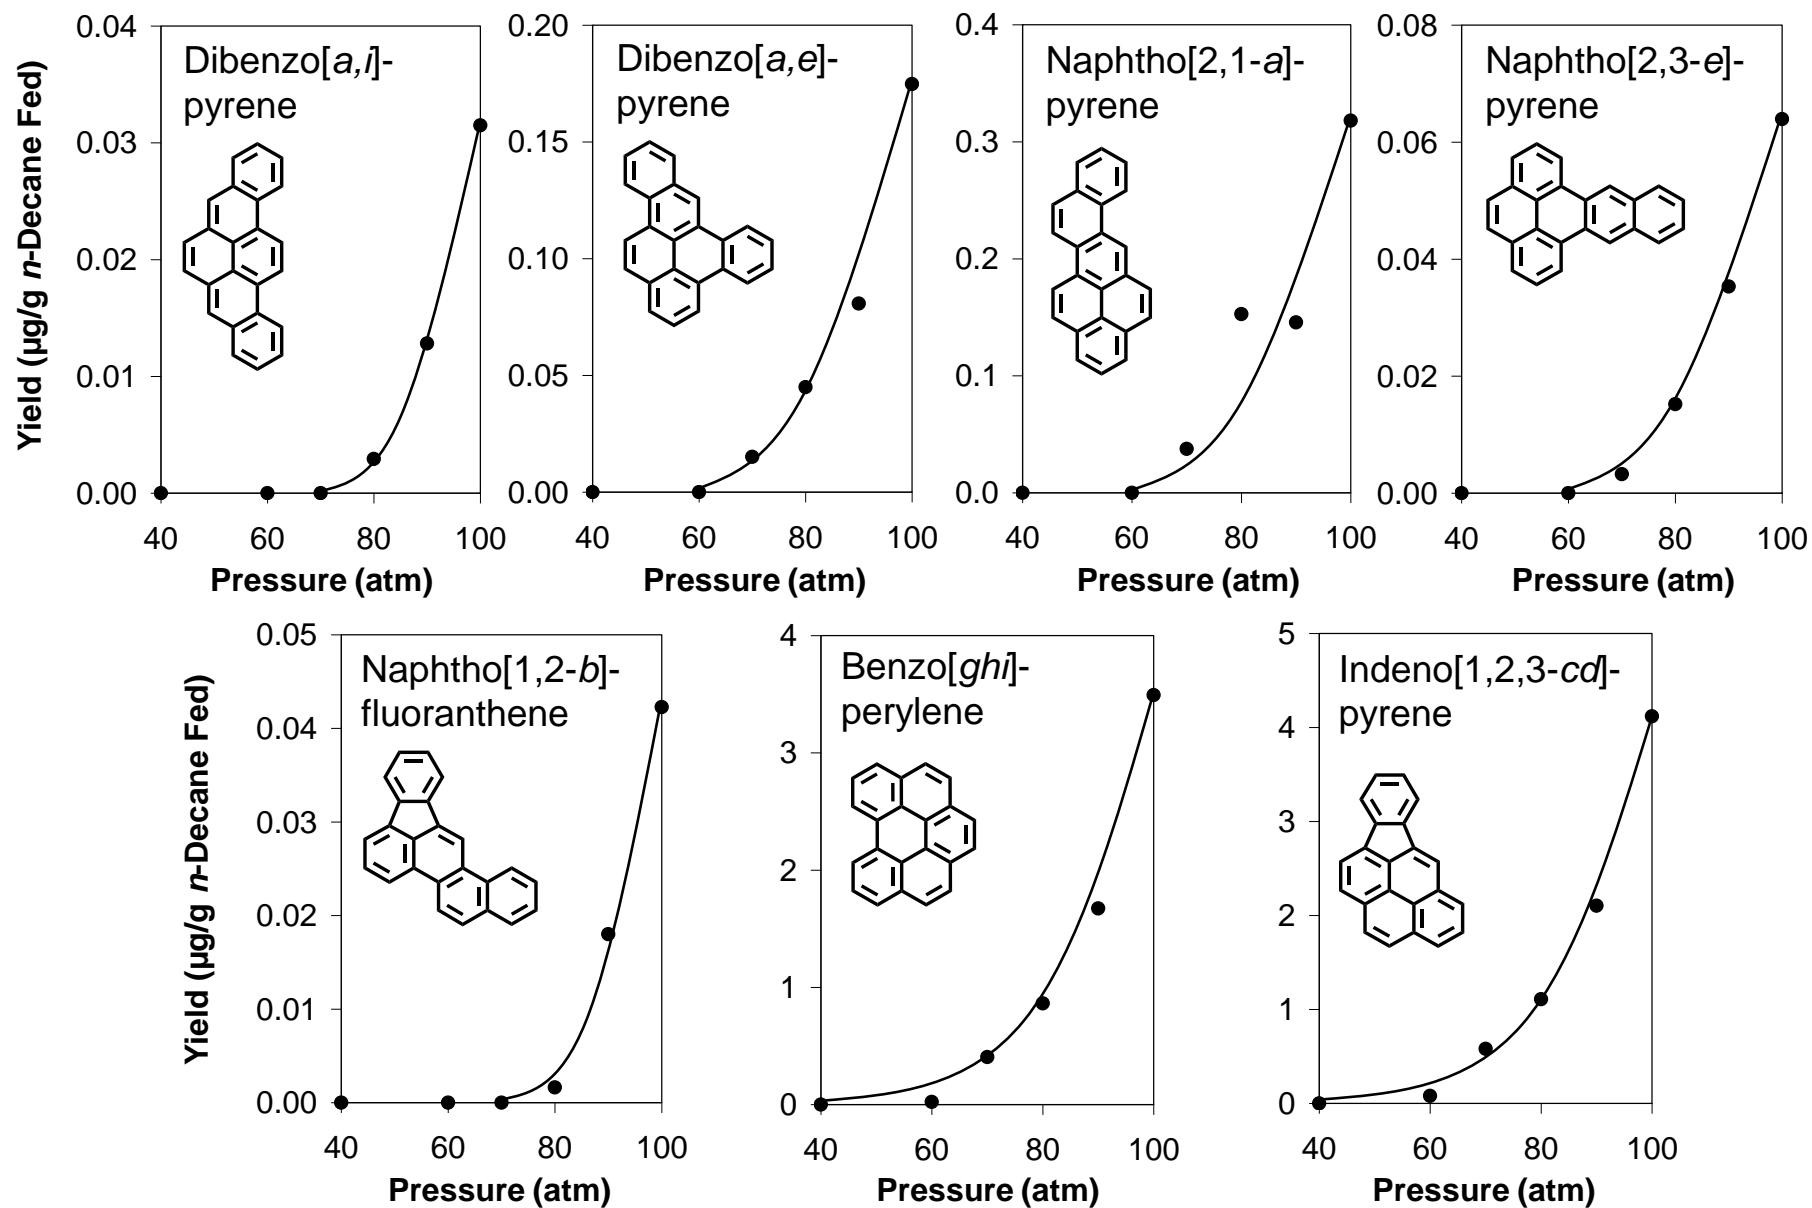 Yield (µg/g n-Decane Fed)
0.04
0.03
0.02
0.01
0.00
Dibenzo[a,i]-
pyrene
40 60 80 100
Pressure (atm)
0.20
0.15
0.10
0.05
0.00
Dibenzo[a,e]-
pyrene
40 60 80 100
Pressure (atm)
0.4
0.3
0.2
0.1
0.0
Naphtho[2,1-a]-
pyrene
40 60 80 100
Pressure (atm)
0.08
0.06
0.04
0.02
0.00
Naphtho[2,3-e]-
pyrene
40 60 80 100
Pressure (atm)
Yield (µg/g n-Decane Fed)
0.05
0.04
0.03
0.02
0.01
0.00
Naphtho[1,2-b]-
fluoranthene
40 60 80 100
Pressure (atm)
4
3
2
1
0
Benzo[ghi]-
perylene
40 60 80 100
Pressure (atm)
5
4
3
2
1
0
Indeno[1,2,3-cd]-
pyrene
40 60 80 100
Pressure (atm)